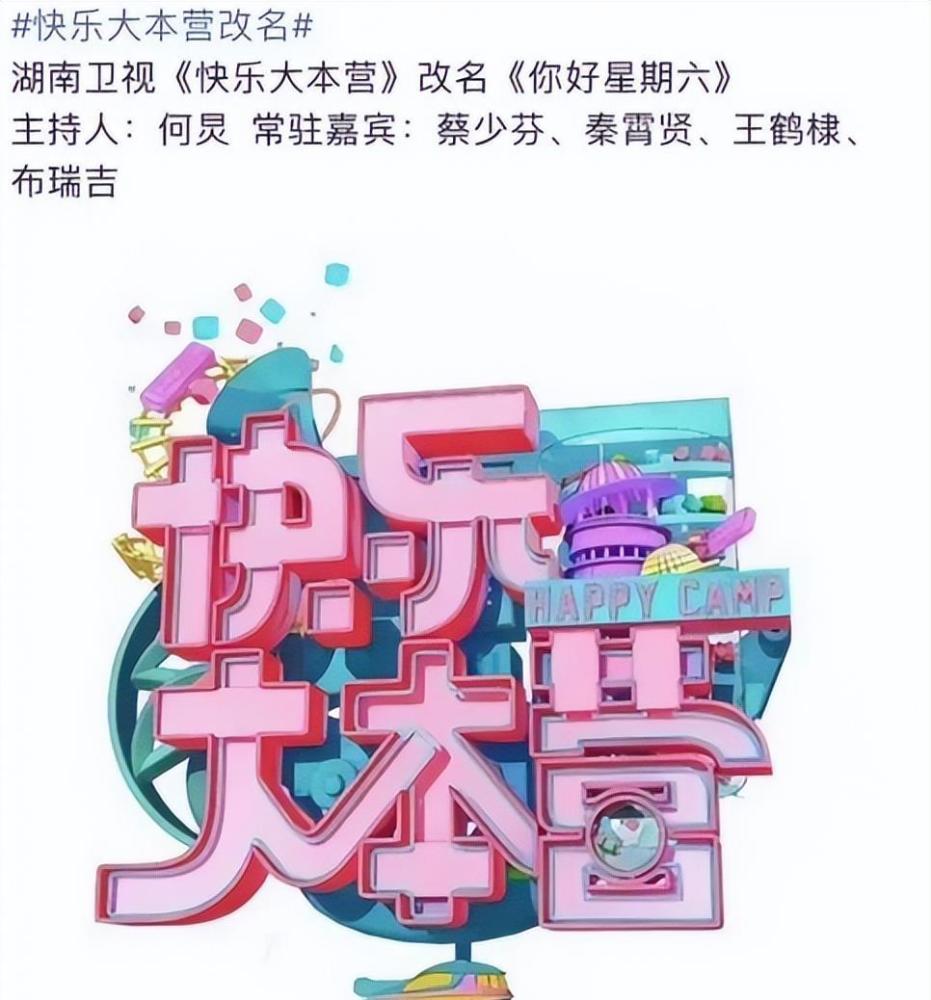 #快乐大本营改名#
湖南卫视《快乐大本营》改名《你好星期六》
主持人：何炅 常驻嘉宾：蔡少芬、秦霄贤、王鹤棣、
布瑞吉
快乐
HAPPY CAMP
大本营